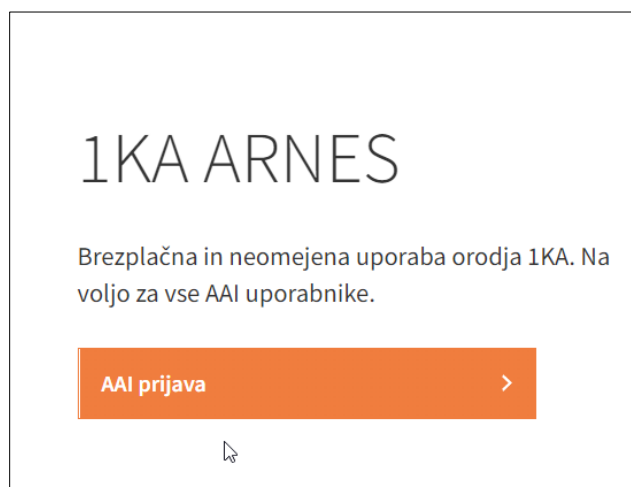 1KA ARNES
Brezplačna in neomejena uporaba orodja 1KA. Na
voljo za vse AAI uporabnike.
AAI prijava